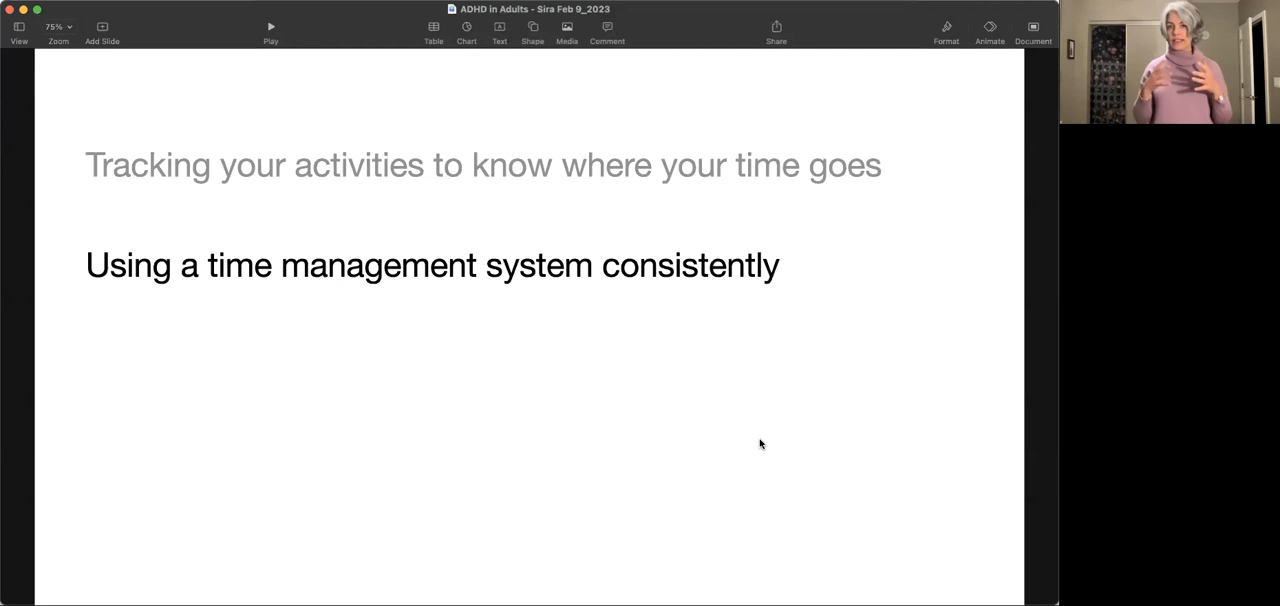 ADHD in Adults - Sira Feb 9_2023
75%
View
Zoom
Add Slide
Play
Table
Chart
Text
Shape
Media
Comment
Share
Format
Animate
Document
Tracking your activities to know where your time goes
Using a time management system consistently